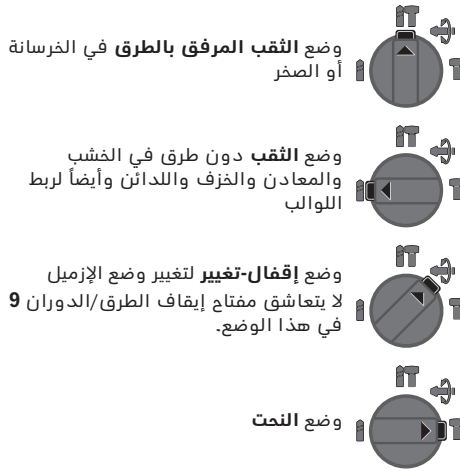 وضع الثقب المرفق بالطرق في الخرسانة
أو الصخر
وضع الثقب دون طرق في الخشب
والمعادن والخزف واللدائن وأيضاً لربط
اللوالب
وضع إقفال-تغيير لتغيير وضع الإزميل
لا يتعاشق مفتاح إيقاف الطرق/الدوران 9
في هذا الوضع.
وضع النحت